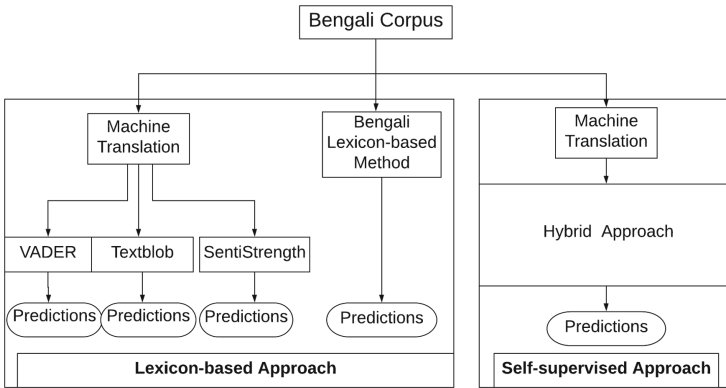 Bengali Corpus
Machine
Translation
Bengali
Lexicon-based
Method
Machine
Translation
VADER
Textblob
SentiStrength
Hybrid Approach
Predictions
Predictions
Predictions
Predictions
Predictions
Lexicon-based Approach
Self-supervised Approach